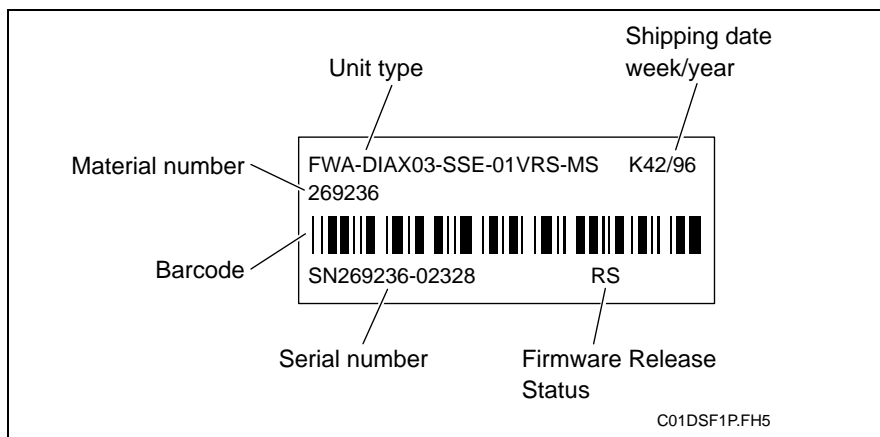 Shipping date
week/year
Unit type
Material number
FWA-DIAX03-SSE-01VRS-MS K42/96
269236
Barcode
SN269236-02328 RS
Serial number
Firmware Release
Status
C01DSF1P.FH5